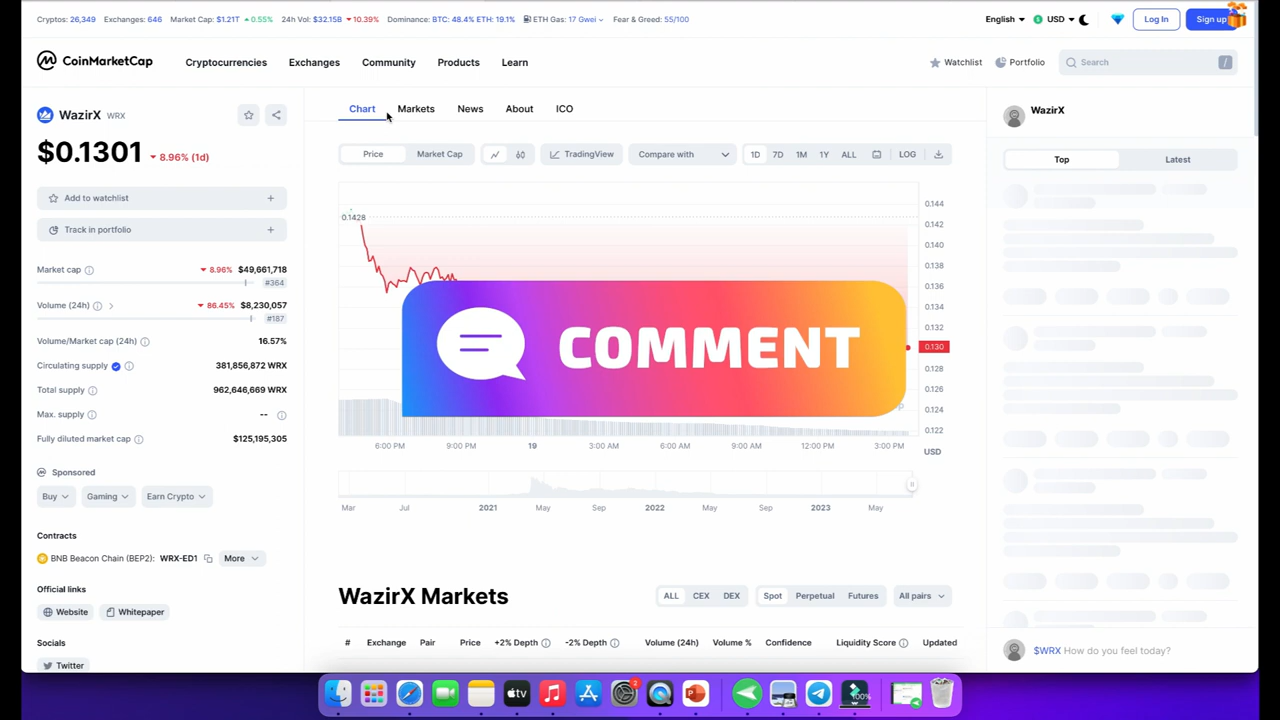 Cryptos: 26,349 Exchanges: 646 Market Cap: $1.21T 0.55% 24h Vol: $32.15B 10.39% Dominance: BTC: 48.4% ETH: 19.1% ETH Gas: 17 Gwei Fear & Greed: 55/100 English USD Log In Sign up
CoinMarketCap Cryptocurrencies Exchanges Community Products Learn Watchlist Portfolio Search /
WazirX WRX
$0.1301 8.96% (1d)
Add to watchlist +
Track in portfolio +
Market cap 8.96% $49,661,718
#364
Volume (24h) 86.45% $8,230,057
#187
Volume/Market cap (24h) 16.57%
Circulating supply 381,856,872 WRX
Total supply 962,646,669 WRX
Max. supply --
Fully diluted market cap $125,195,305
Sponsored
Buy Gaming Earn Crypto
Contracts
BNB Beacon Chain (BEP2): WRX-ED1 More
Official links
Website Whitepaper
Socials
Twitter
Chart Markets News About ICO
Price Market Cap TradingView Compare with 1D 7D 1M 1Y ALL LOG
0.1428
0.144
0.142
0.140
0.138
0.136
0.134
0.132
0.130
0.128
0.126
0.124
0.122
COMMENT
6:00 PM 9:00 PM 19 3:00 AM 6:00 AM 9:00 AM 12:00 PM 3:00 PM USD
Mar Jul 2021 May Sep 2022 May Sep 2023 May
WazirX Markets ALL CEX DEX Spot Perpetual Futures All pairs
# Exchange Pair Price +2% Depth -2% Depth Volume (24h) Volume % Confidence Liquidity Score Updated
WazirX
Top Latest
$WRX How do you feel today?
tv
2
100%